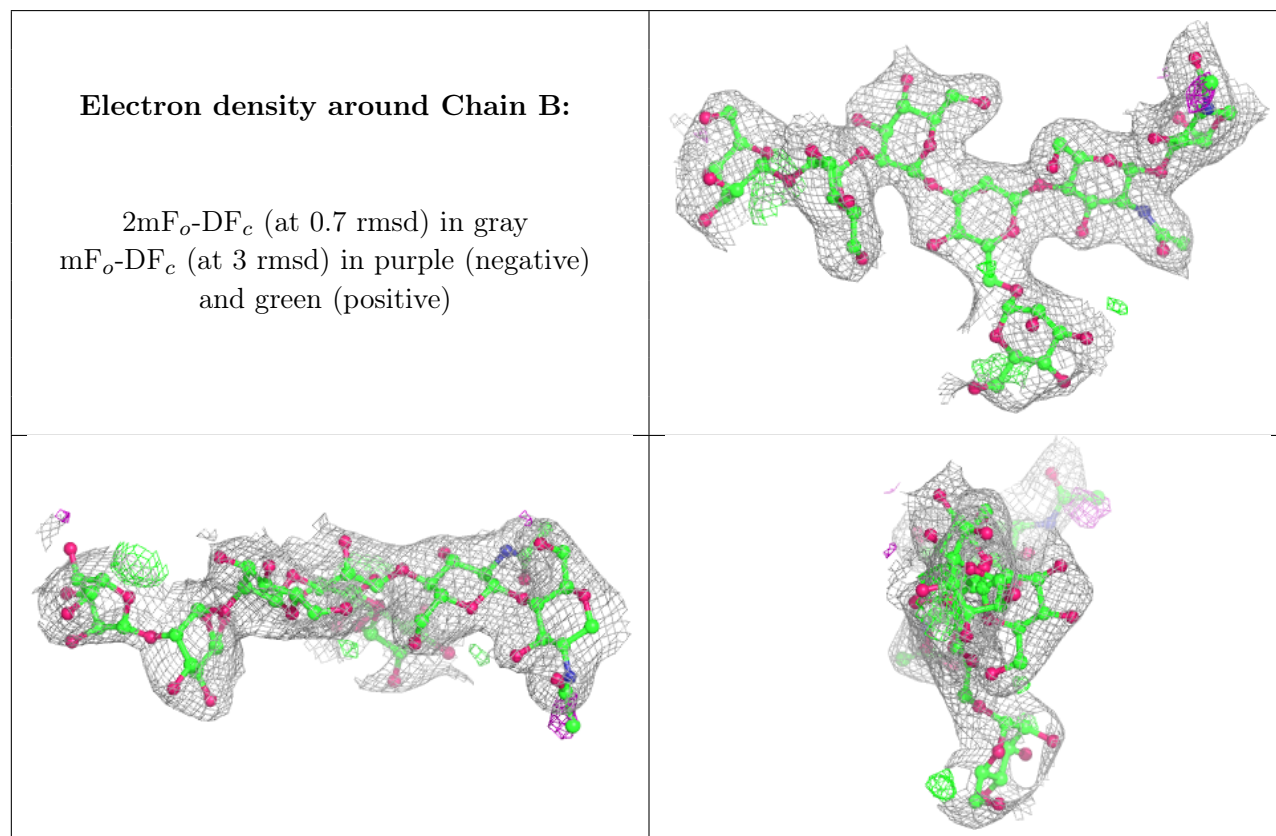 Electron density around Chain B:
2mFo-DFc (at 0.7 rmsd) in gray
mFo-DFc (at 3 rmsd) in purple (negative)
and green (positive)